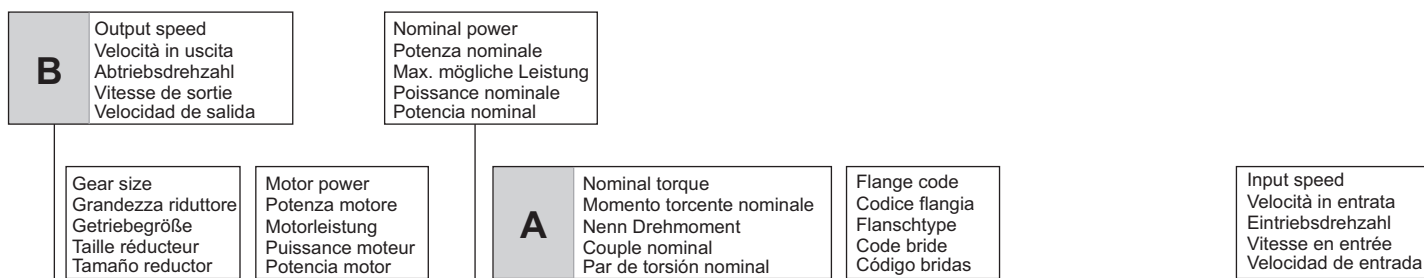 B
Output speed
Velocità in uscita
Abtriebsdrehzahl
Vitesse de sortie
Velocidad de salida
Nominal power
Potenza nominale
Max. mögliche Leistung
Poissance nominale
Potencia nominal
Gear size
Grandezza riduttore
Getriebegröße
Taille réducteur
Tamaño reductor
Motor power
Potenza motore
Motorleistung
Puissance moteur
Potencia motor
A
Nominal torque
Momento torcente nominale
Nenn Drehmoment
Couple nominal
Par de torsión nominal
Flange code
Codice flangia
Flanschtype
Code bride
Código bridas
Input speed
Velocità in entrata
Eintriebsdrehzahl
Vitesse en entrée
Velocidad de entrada